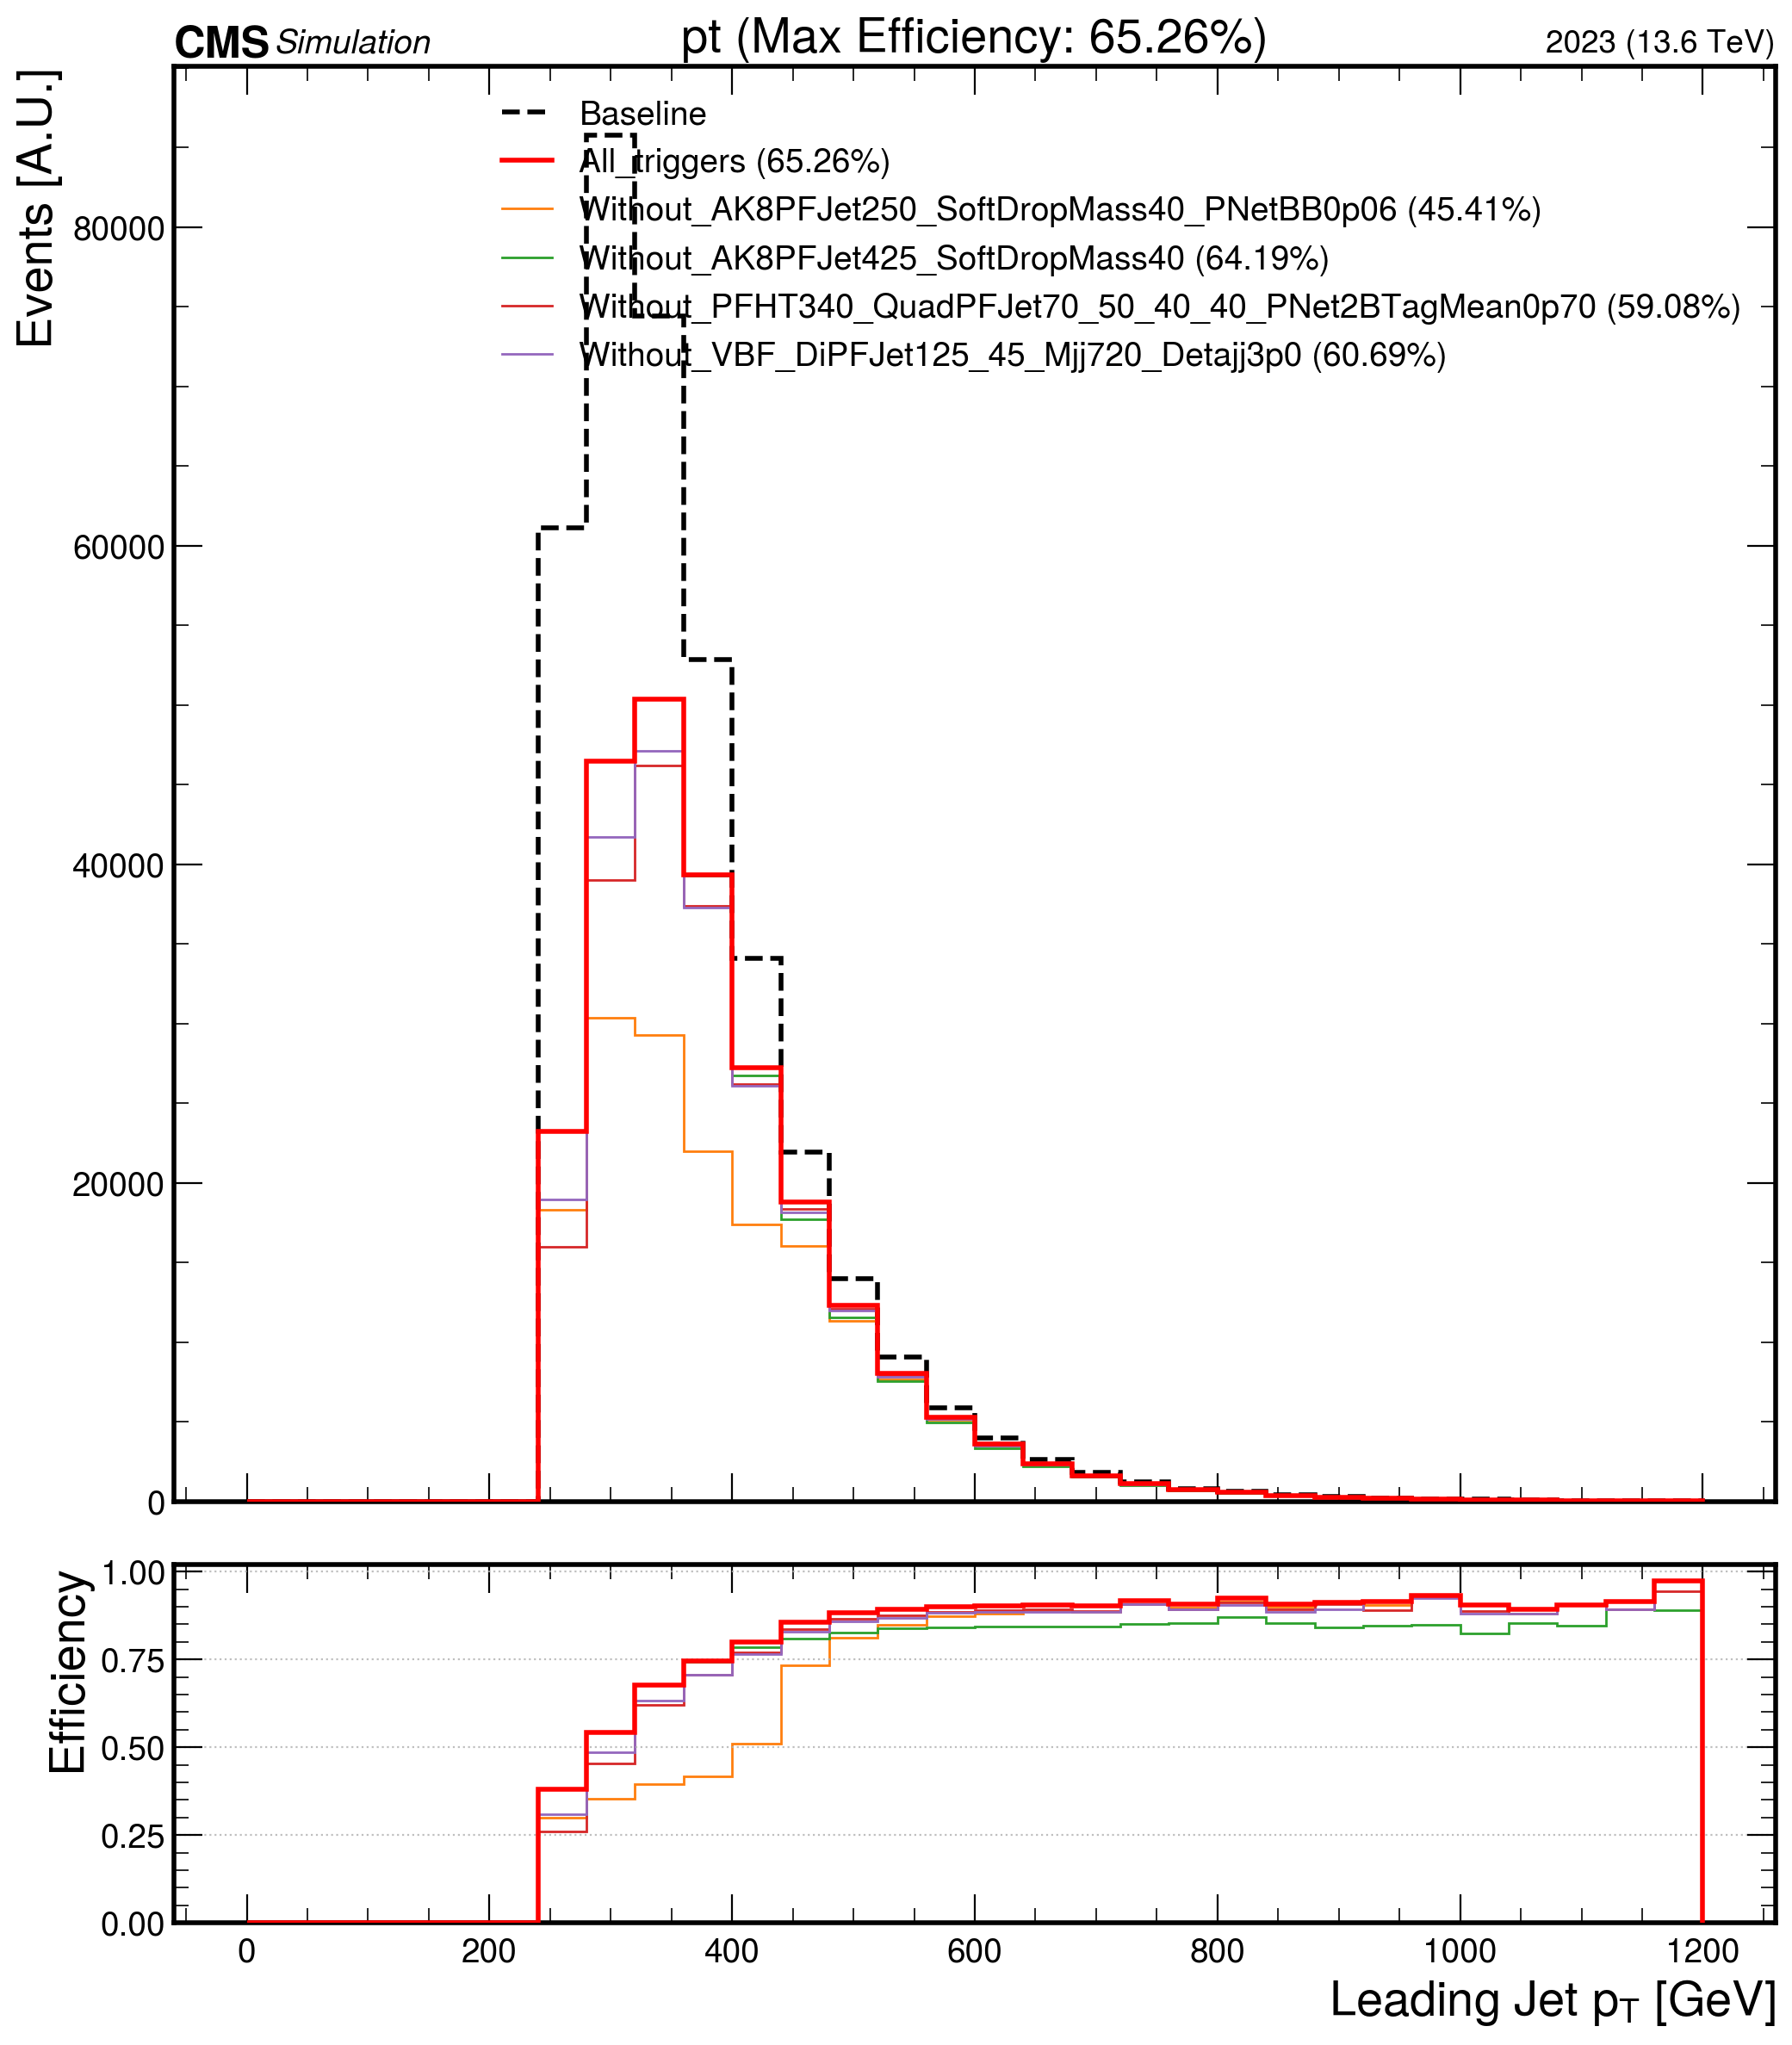 CMS Simulation pt (Max Efficiency: 65.26%) 2023 (13.6 TeV)
Events [A.U.]
Baseline
All_triggers (65.26%)
Without_AK8PFJet250_SoftDropMass40_PNetBB0p06 (45.41%)
Without_AK8PFJet425_SoftDropMass40 (64.19%)
Without_PFHT340_QuadPFJet70_50_40_40_PNet2BTagMean0p70 (59.08%)
Without_VBF_DiPFJet125_45_Mjj720_Detajj3p0 (60.69%)
80000
60000
40000
20000
0
Efficiency
1.00
0.75
0.50
0.25
0.00
0 200 400 600 800 1000 1200
Leading Jet pT [GeV]